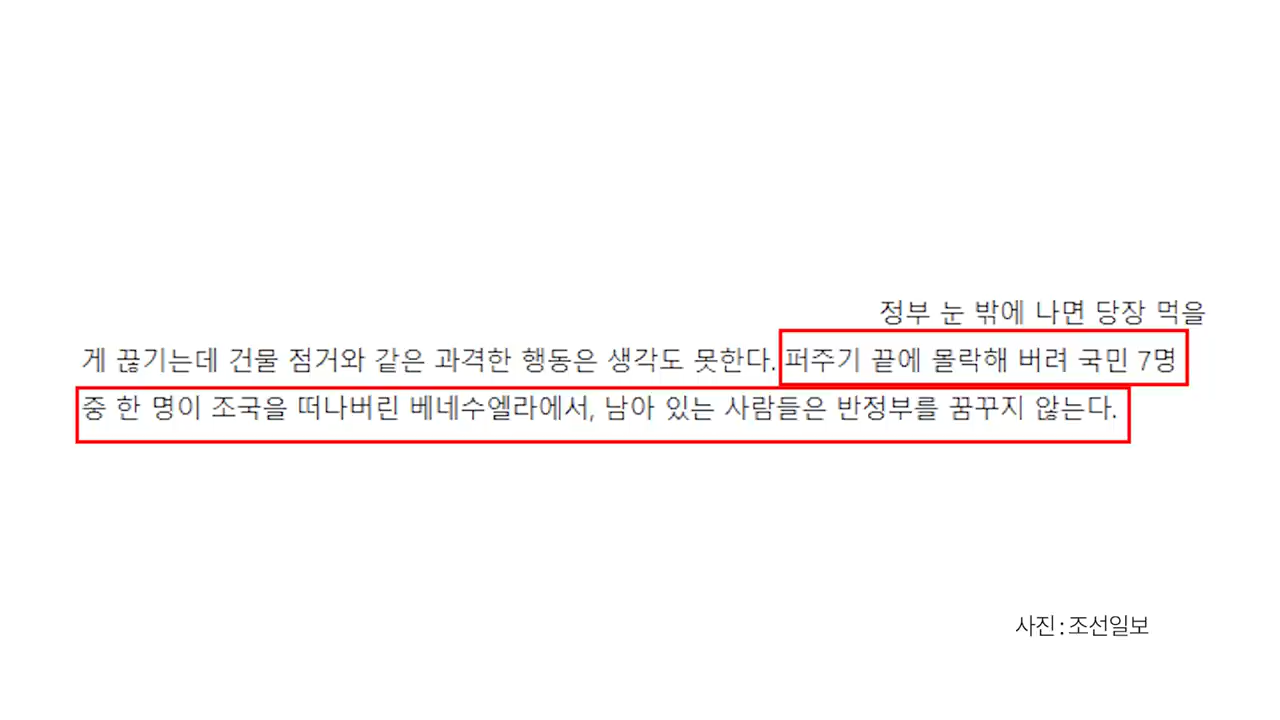 정부 눈 밖에 나면 당장 먹을
게 끊기는데 건물 점거와 같은 과격한 행동은 생각도 못한다. 퍼주기 끝에 몰락해 버려 국민 7명
중 한 명이 조국을 떠나버린 베네수엘라에서, 남아 있는 사람들은 반정부를 꿈꾸지 않는다.
사진 : 조선일보